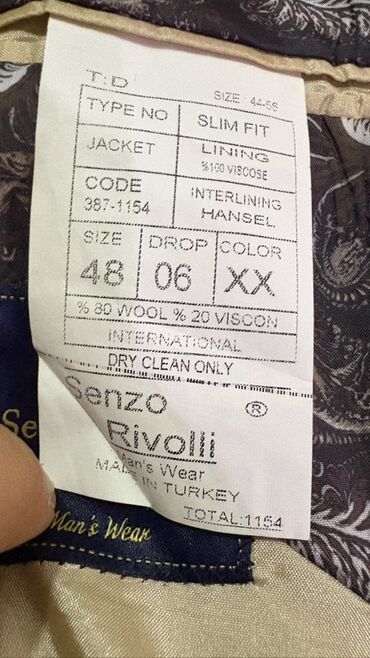 T:D SIZE : 44-56
TYPE NO SLIM FIT
JACKET LINING
%100 VISCOSE
CODE INTERLINING
387-1154 HANSEL
SIZE DROP COLOR
48 06 XX
% 80 WOOL % 20 VISCON
INTERNATIONAL
DRY CLEAN ONLY
Senzo ®
Rivolli
Man's Wear
MADE IN TURKEY
TOTAL:1154
Se
Man's Wear